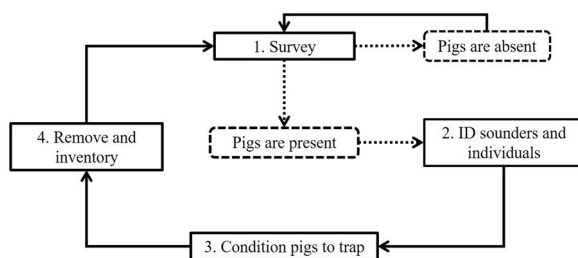 1. Survey
Pigs are absent
4. Remove and
inventory
Pigs are present
2. ID sounders and
individuals
3. Condition pigs to trap